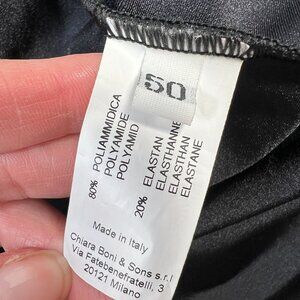 50
80% POLIAMMIDICA
POLYAMIDE
POLYAMID
20% ELASTAN
ELASTHANNE
ELASTHAN
ELASTANE
Made in Italy
Chiara Boni & Sons s.r.l
Via Fatebenefratelli, 3
20121 Milano